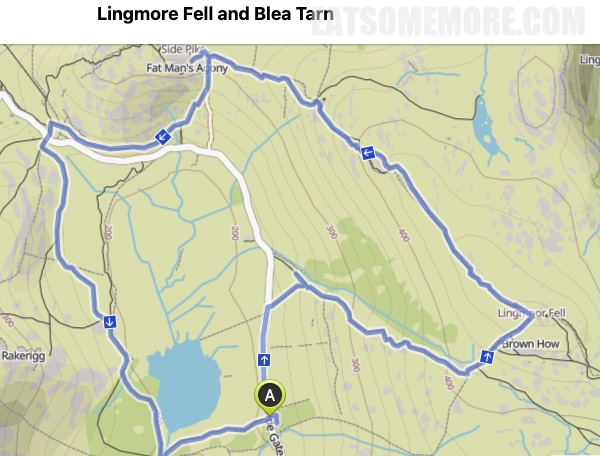 Lingmore Fell and Blea Tarn
EATSOMEMORE.COM
Side Pike
Fat Man's Agony
Ling
200
200
300
400
Lingmoor Fell
Brown How
300
Rakerigg
300
400
A
e Gate